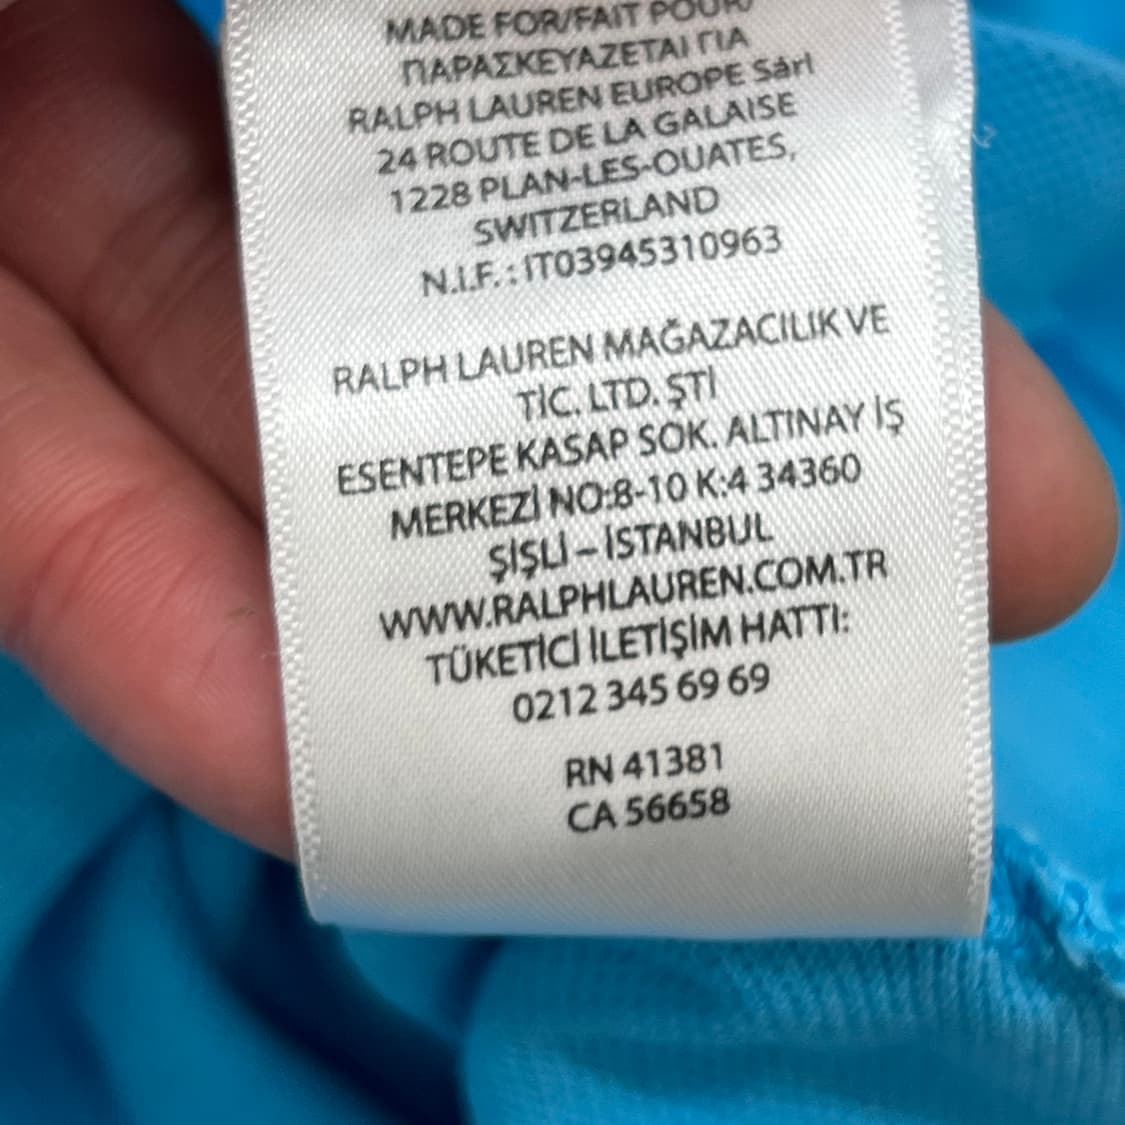 MADE FOR/FAIT POUR/
ΠΑΡΑΣΚΕΥΑΖΕΤΑΙ ΓΙΑ
RALPH LAUREN EUROPE Sàrl
24 ROUTE DE LA GALAISE
1228 PLAN-LES-OUATES,
SWITZERLAND
N.I.F. : IT03945310963
RALPH LAUREN MAĞAZACILIK VE
TİC. LTD. ŞTİ
ESENTEPE KASAP SOK. ALTINAY İŞ
MERKEZİ NO:8-10 K:4 34360
ŞİŞLİ – İSTANBUL
WWW.RALPHLAUREN.COM.TR
TÜKETİCİ İLETİŞİM HATTI:
0212 345 69 69
RN 41381
CA 56658